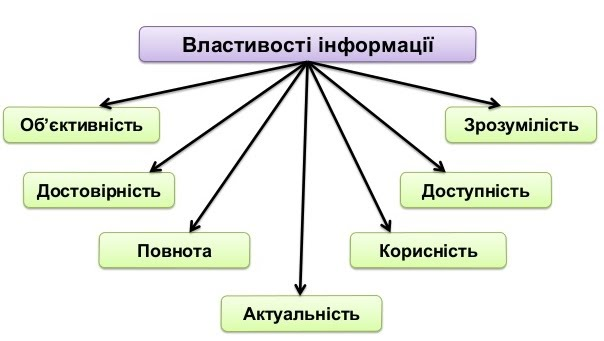 Властивості інформації
Об’єктивність
Зрозумілість
Достовірність
Доступність
Повнота
Корисність
Актуальність